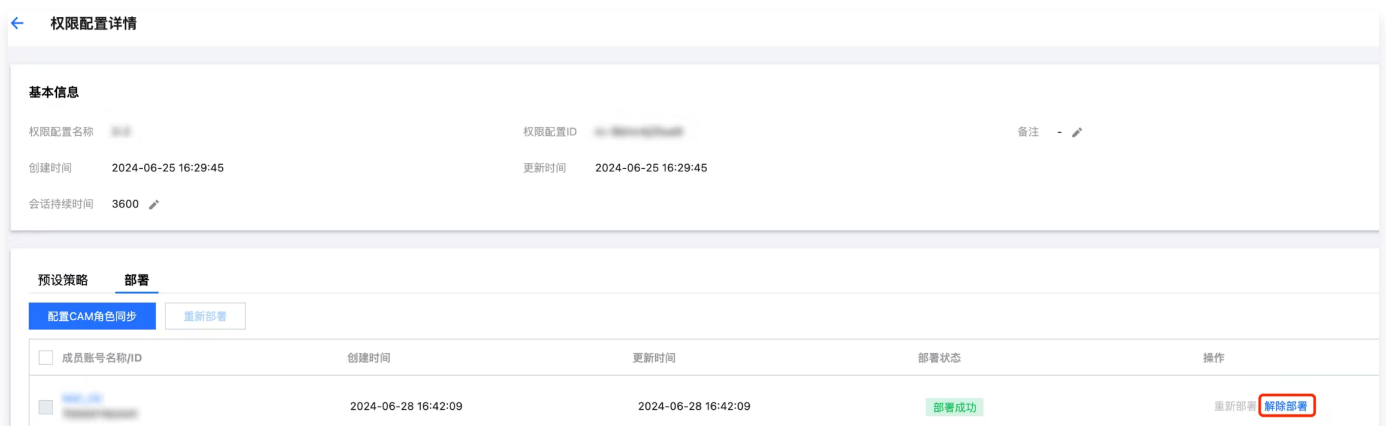 权限配置详情
基本信息
权限配置名称 权限配置ID 备注 -
创建时间 2024-06-25 16:29:45 更新时间 2024-06-25 16:29:45
会话持续时间 3600
预设策略 部署
配置CAM角色同步 重新部署
成员账号名称/ID 创建时间 更新时间 部署状态 操作
2024-06-28 16:42:09 2024-06-28 16:42:09 部署成功 重新部署 解除部署